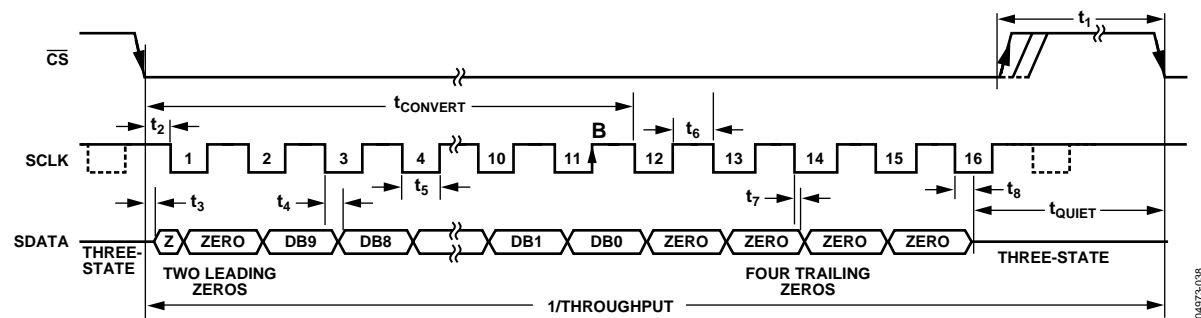 t1
CS
tCONVERT
t2
B
t6
SCLK
1 2 3 4 10 11 12 13 14 15 16
t3
t4
t5
t7
t8
tQUIET
SDATA
Z ZERO DB9 DB8 DB1 DB0 ZERO ZERO ZERO ZERO
THREE-
STATE
TWO LEADING
ZEROS
FOUR TRAILING
ZEROS
THREE-STATE
1/THROUGHPUT
04973-038